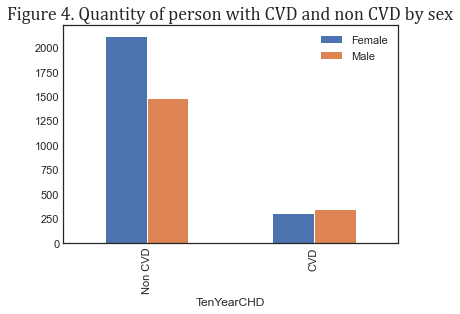 Figure 4. Quantity of person with CVD and non CVD by sex
Female
Male
2000
1750
1500
1250
1000
750
500
250
0
Non CVD
CVD
TenYearCHD